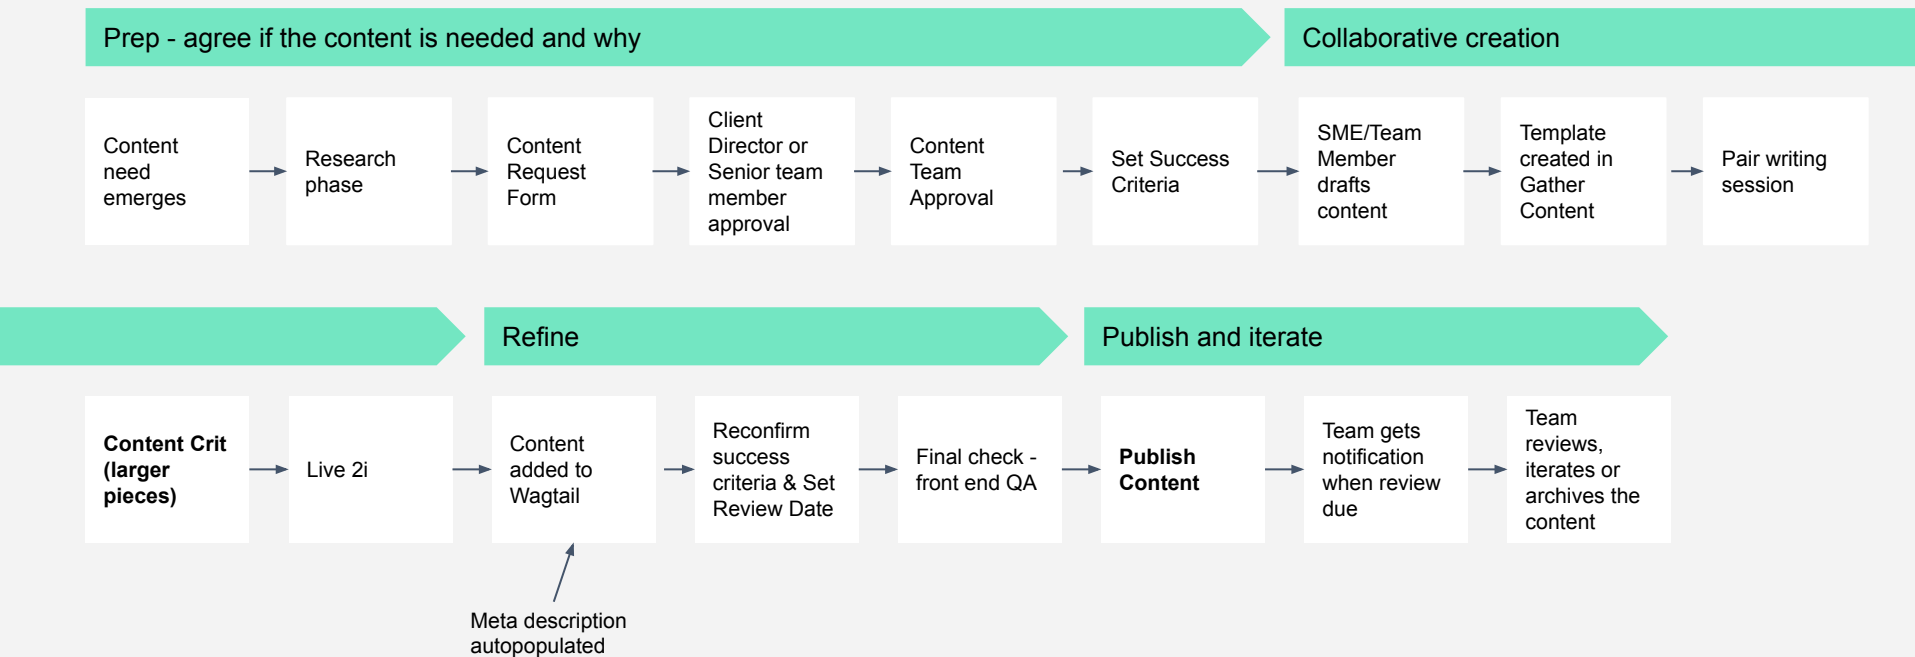 Prep - agree if the content is needed and why
Collaborative creation
Content
need
emerges
Research
phase
Content
Request
Form
Client
Director or
Senior team
member
approval
Content
Team
Approval
Set Success
Criteria
SME/Team
Member
drafts
content
Template
created in
Gather
Content
Pair writing
session
Refine
Publish and iterate
Content Crit
(larger
pieces)
Live 2i
Content
added to
Wagtail
Reconfirm
success
criteria & Set
Review Date
Final check -
front end QA
Publish
Content
Team gets
notification
when review
due
Team
reviews,
iterates or
archives the
content
Meta description
autopopulated